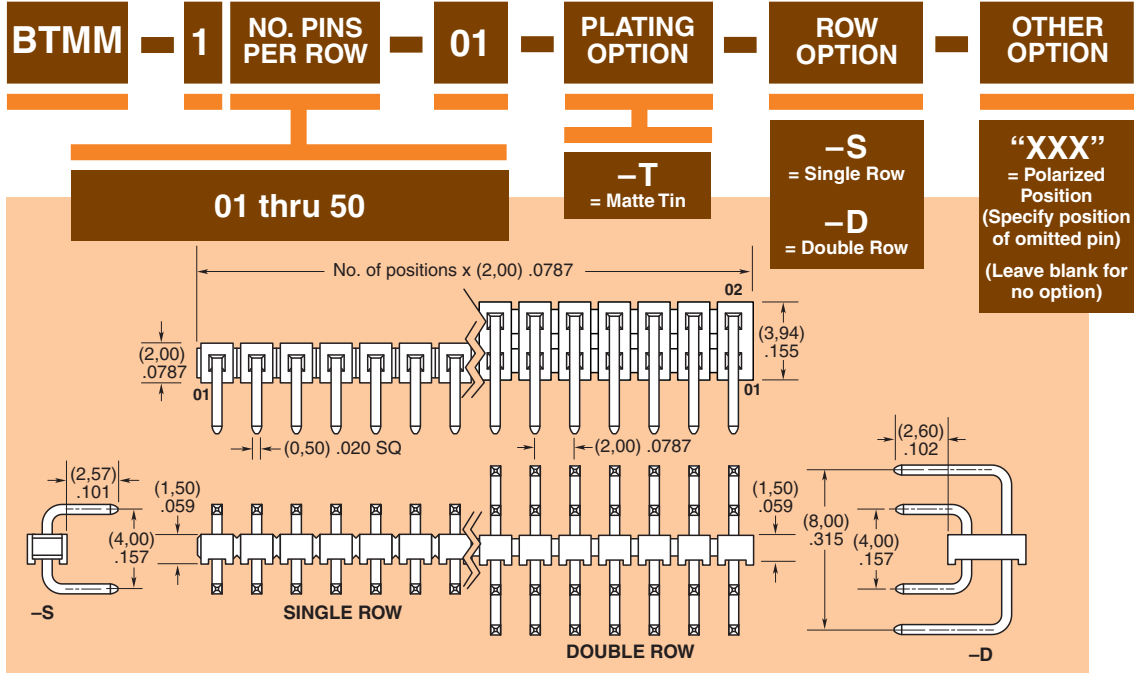 BTMM – 1 NO. PINS PER ROW – 01 – PLATING OPTION – ROW OPTION – OTHER OPTION
01 thru 50
–T
= Matte Tin
–S
= Single Row
–D
= Double Row
“XXX”
= Polarized
Position
(Specify position
of omitted pin)
(Leave blank for
no option)
No. of positions x (2,00) .0787
02
(2,00)
.0787
01
(3,94)
.155
01
(0,50) .020 SQ
(2,00) .0787
(2,60)
.102
(2,57)
.101
(1,50)
.059
(1,50)
.059
(4,00)
.157
(8,00)
.315
(4,00)
.157
–S
SINGLE ROW
DOUBLE ROW
–D